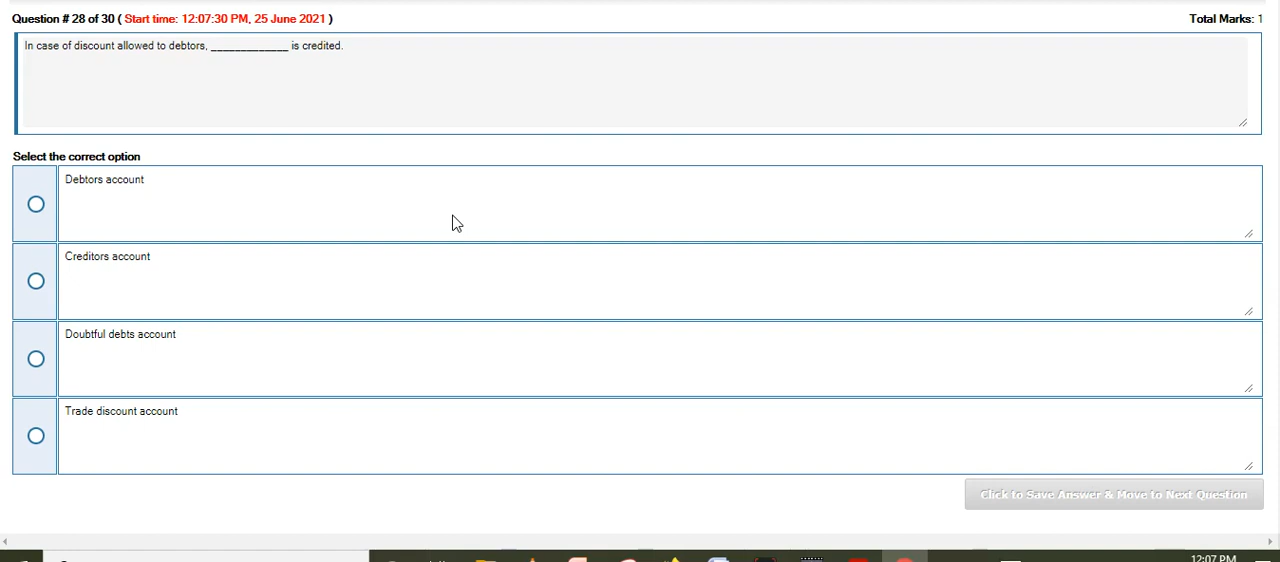 Question # 28 of 30 ( Start time: 12:07:30 PM, 25 June 2021 ) Total Marks: 1
In case of discount allowed to debtors, _____________ is credited.
Select the correct option
Debtors account
Creditors account
Doubtful debts account
Trade discount account
Click to Save Answer & Move to Next Question
12:07 PM